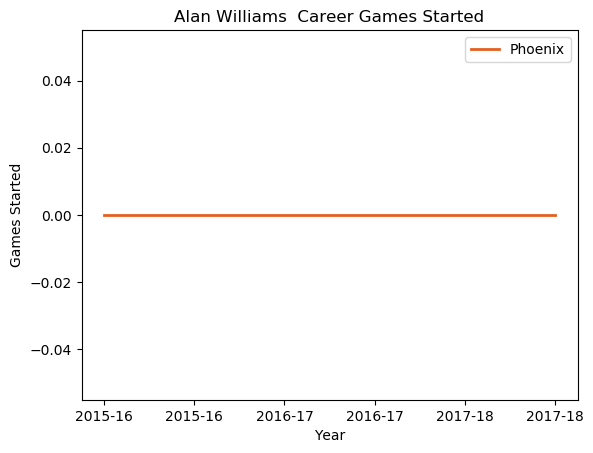 Alan Williams  Career Games Started
Phoenix
Games Started
0.04
0.02
0.00
−0.02
−0.04
2015-16 2015-16 2016-17 2016-17 2017-18 2017-18
Year